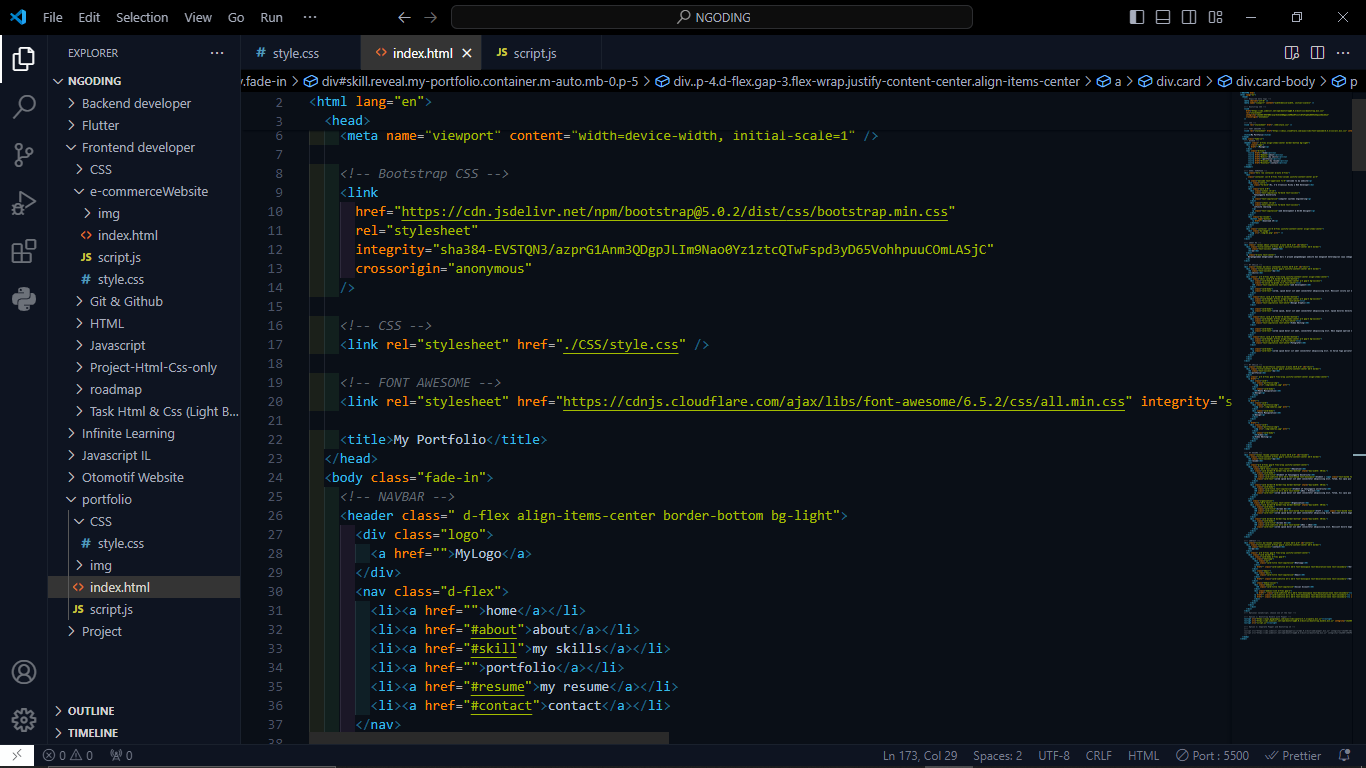 File Edit Selection View Go Run ··· NGODING
EXPLORER ···
NGODING
Backend developer
Flutter
Frontend developer
CSS
e-commerceWebsite
img
index.html
JS script.js
# style.css
Git & Github
HTML
Javascript
Project-Html-Css-only
roadmap
Task Html & Css (Light B...
Infinite Learning
Javascript IL
Otomotif Website
portfolio
CSS
# style.css
img
index.html
JS script.js
Project
OUTLINE
TIMELINE
# style.css <> index.html JS script.js
.fade-in > div#skill.reveal.my-portfolio.container.m-auto.mb-0.p-5 > div.p-4.d-flex.gap-3.flex-wrap.justify-content-center.align-items-center > a > div.card > div.card-body > p
2 <html lang="en">
3 <head>
6 <meta name="viewport" content="width=device-width, initial-scale=1" />
7
8 <!-- Bootstrap CSS -->
9 <link
10 href="https://cdn.jsdelivr.net/npm/bootstrap@5.0.2/dist/css/bootstrap.min.css"
11 rel="stylesheet"
12 integrity="sha384-EVSTQN3/azprG1Anm3QDgpJLIm9Nao0Yz1ztcQTwFspd3yD65VohhpuuCOmLASjC"
13 crossorigin="anonymous"
14 />
15
16 <!-- CSS -->
17 <link rel="stylesheet" href="./CSS/style.css" />
18
19 <!-- FONT AWESOME -->
20 <link rel="stylesheet" href="https://cdnjs.cloudflare.com/ajax/libs/font-awesome/6.5.2/css/all.min.css" integrity="s
21
22 <title>My Portfolio</title>
23 </head>
24 <body class="fade-in">
25 <!-- NAVBAR -->
26 <header class=" d-flex align-items-center border-bottom bg-light">
27 <div class="logo">
28 <a href="">MyLogo</a>
29 </div>
30 <nav class="d-flex">
31 <li><a href="">home</a></li>
32 <li><a href="#about">about</a></li>
33 <li><a href="#skill">my skills</a></li>
34 <li><a href="">portfolio</a></li>
35 <li><a href="#resume">my resume</a></li>
36 <li><a href="#contact">contact</a></li>
37 </nav>
38
0 0 0 Ln 173, Col 29 Spaces: 2 UTF-8 CRLF HTML Port : 5500 Prettier